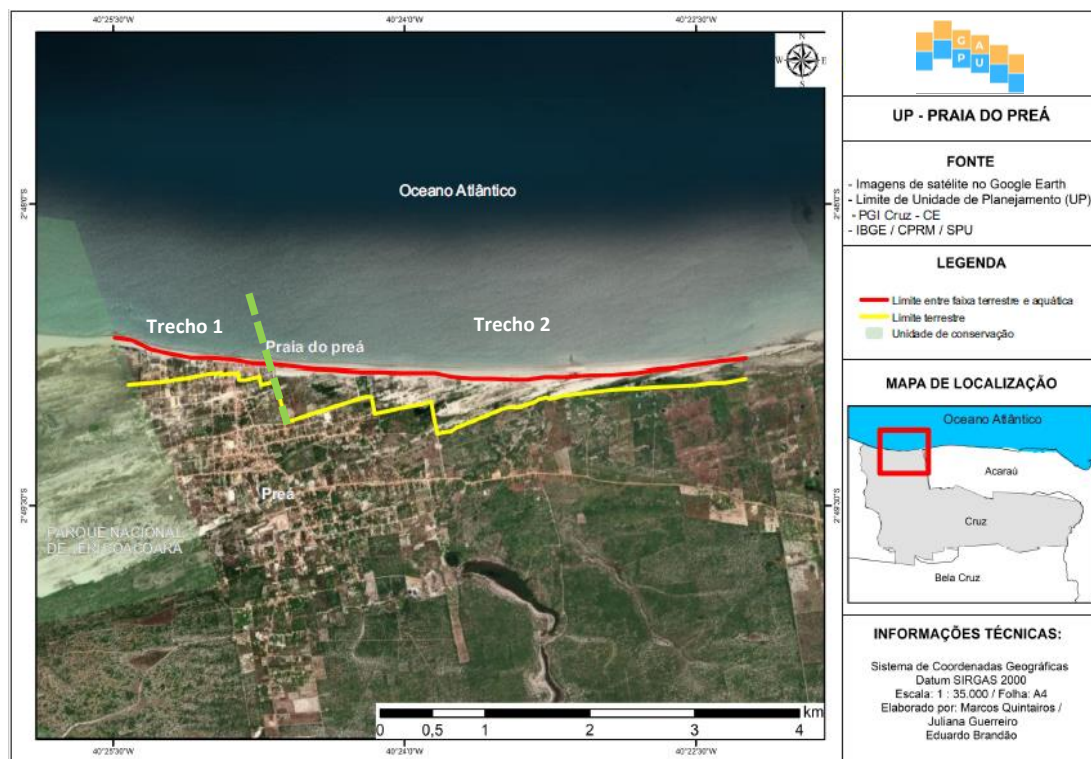 40°25'30"W 40°24'0"W 40°22'30"W
N
W E
S
Oceano Atlântico
2°48'0"S 2°48'0"S
Trecho 1
Trecho 2
Praia do preá
Preá
2°49'30"S 2°49'30"S
PARQUE NACIONAL
DE JERICOACOARA
km
0 0,5 1 2 3 4
40°25'30"W 40°24'0"W 40°22'30"W
G A
P U
UP - PRAIA DO PREÁ
FONTE
- Imagens de satélite no Google Earth
- Limite de Unidade de Planejamento (UP)
- PGI Cruz - CE
- IBGE / CPRM / SPU
LEGENDA
Limite entre faixa terrestre e aquática
Limite terrestre
Unidade de conservação
MAPA DE LOCALIZAÇÃO
Oceano Atlântico
Acaraú
Cruz
Bela Cruz
INFORMAÇÕES TÉCNICAS:
Sistema de Coordenadas Geográficas
Datum SIRGAS 2000
Escala: 1 : 35.000 / Folha: A4
Elaborado por: Marcos Quintairos /
Juliana Guerreiro
Eduardo Brandão